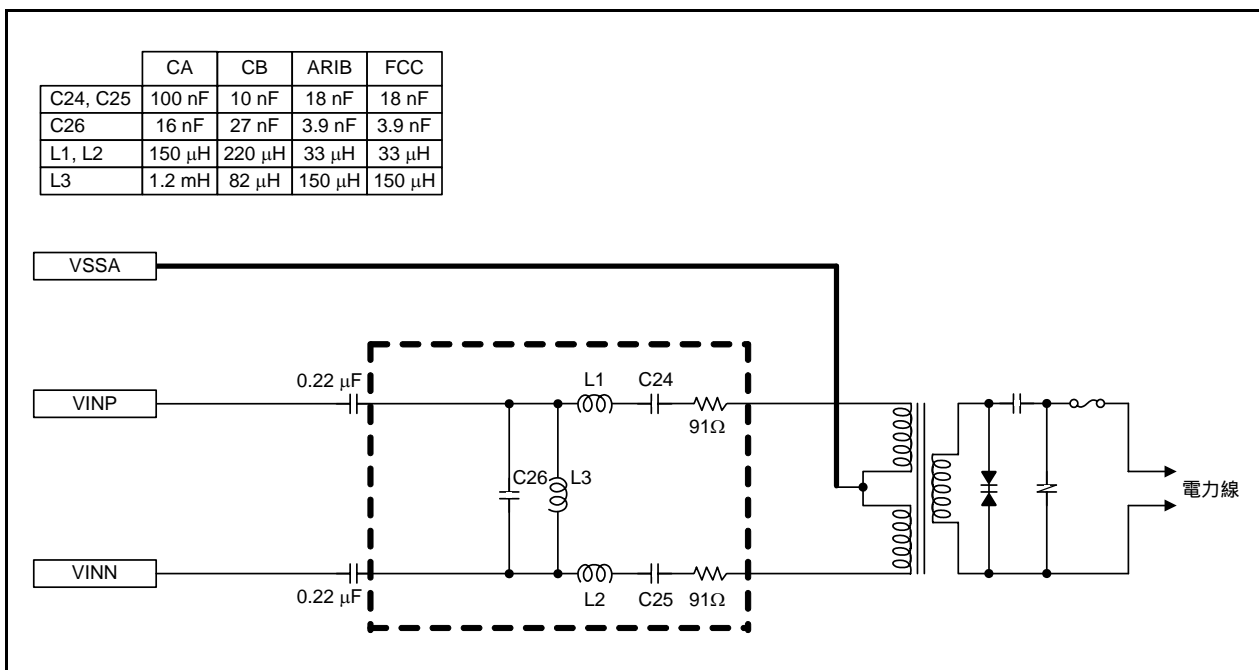 CA CB ARIB FCC
C24, C25 100 nF 10 nF 18 nF 18 nF
C26 16 nF 27 nF 3.9 nF 3.9 nF
L1, L2 150 μH 220 μH 33 μH 33 μH
L3 1.2 mH 82 μH 150 μH 150 μH
VSSA
0.22 μF L1 C24
VINP
91Ω
C26 L3
電力線
VINN
0.22 μF L2 C25 91Ω